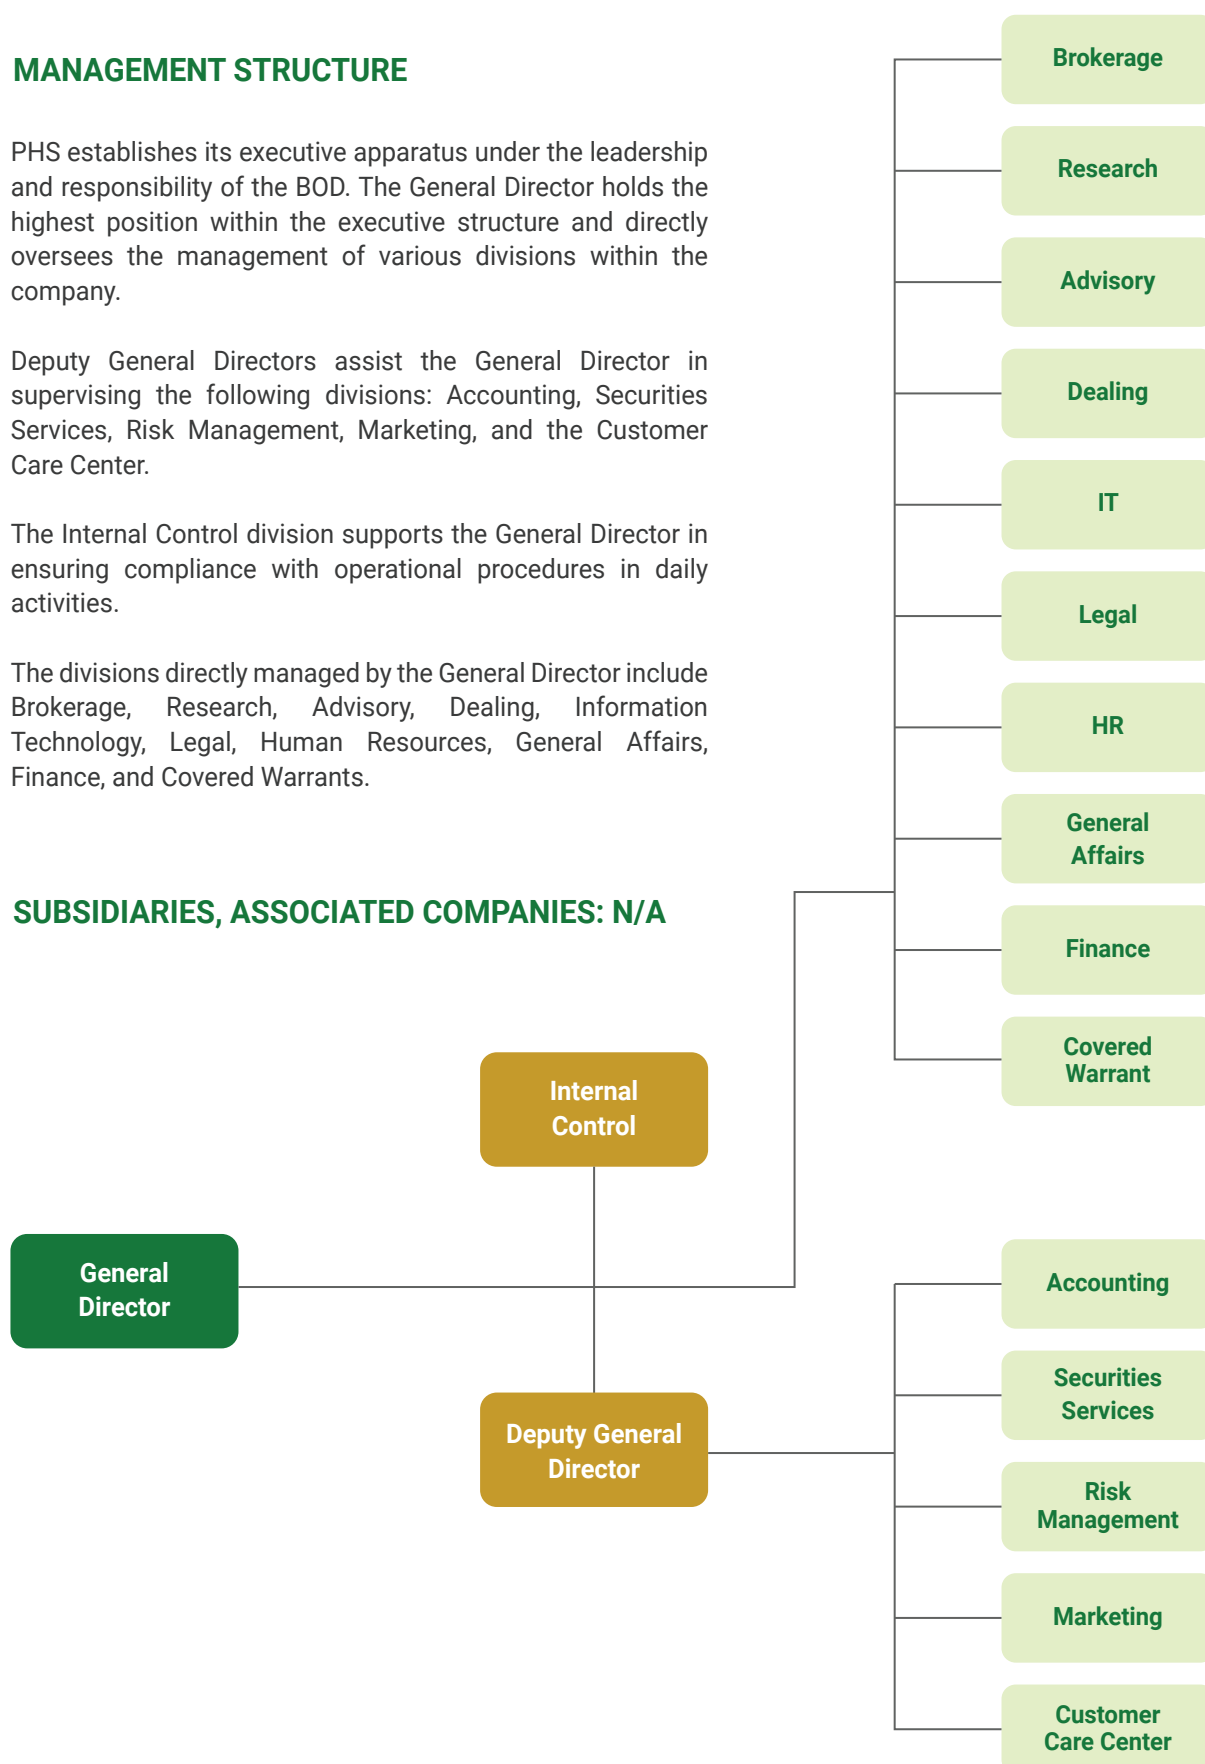 MANAGEMENT STRUCTURE
PHS establishes its executive apparatus under the leadership
and responsibility of the BOD. The General Director holds the
highest position within the executive structure and directly
oversees the management of various divisions within the
company.
Deputy General Directors assist the General Director in
supervising the following divisions: Accounting, Securities
Services, Risk Management, Marketing, and the Customer
Care Center.
The Internal Control division supports the General Director in
ensuring compliance with operational procedures in daily
activities.
The divisions directly managed by the General Director include
Brokerage, Research, Advisory, Dealing, Information
Technology, Legal, Human Resources, General Affairs,
Finance, and Covered Warrants.
SUBSIDIARIES, ASSOCIATED COMPANIES: N/A
General
Director
Internal
Control
Deputy General
Director
Brokerage
Research
Advisory
Dealing
IT
Legal
HR
General
Affairs
Finance
Covered
Warrant
Accounting
Securities
Services
Risk
Management
Marketing
Customer
Care Center